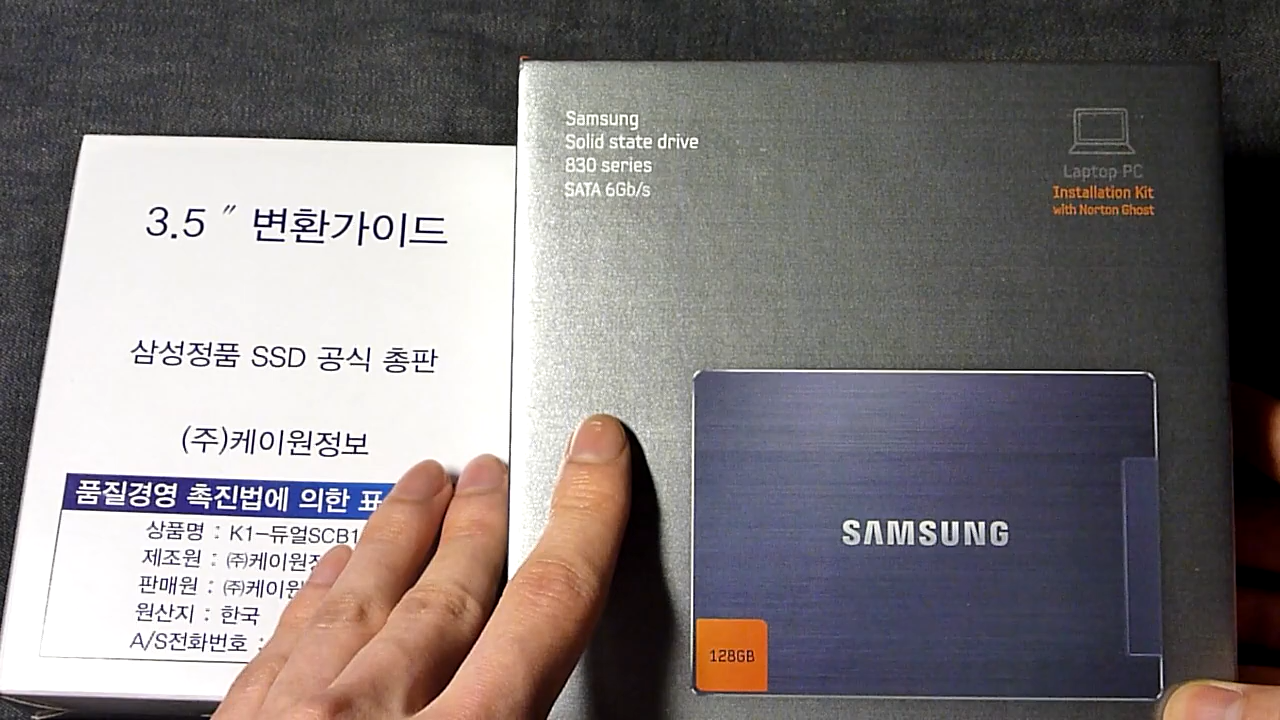 3.5 ″ 변환가이드
삼성정품 SSD 공식 총판
(주)케이원정보
품질경영 촉진법에 의한
상품명 : K1-듀얼SCB1
제조원 : ㈜케이원정
판매원 : ㈜케이원
원산지 : 한국
A/S전화번호 :
Samsung
Solid state drive
830 series
SATA 6Gb/s
Laptop PC
Installation Kit
with Norton Ghost
SAMSUNG
128GB